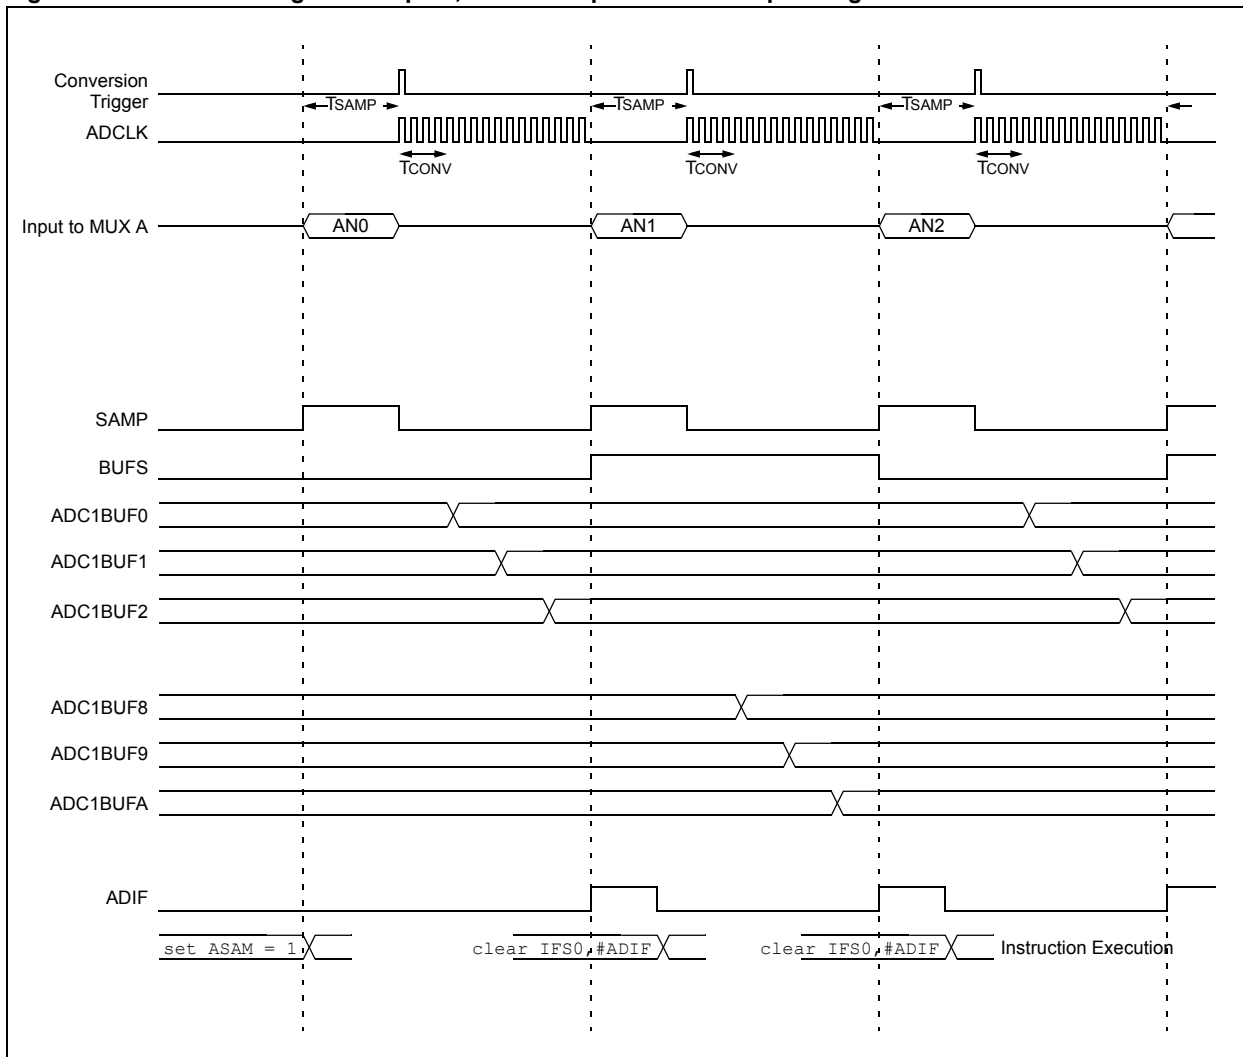 Conversion
Trigger
TSAMP TSAMP TSAMP
ADCLK
TCONV TCONV TCONV
Input to MUX A AN0 AN1 AN2
SAMP
BUFS
ADC1BUF0
ADC1BUF1
ADC1BUF2
ADC1BUF8
ADC1BUF9
ADC1BUFA
ADIF
set ASAM = 1 clear IFS0,#ADIF clear IFS0,#ADIF Instruction Execution